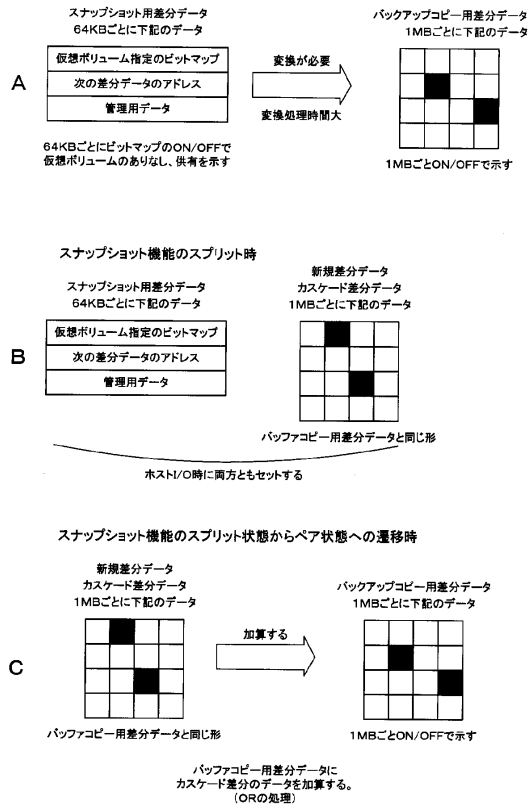 スナップショット用差分データ
64KBごとに下記のデータ
バックアップコピー用差分データ
1MBごとに下記のデータ
A
仮想ボリューム指定のビットマップ
次の差分データのアドレス
管理用データ
変換が必要
変換処理時間大
64KBごとにビットマップのON/OFFで
仮想ボリュームのありなし、供有を示す
1MBごとON/OFFで示す
スナップショット機能のスプリット時
スナップショット用差分データ
64KBごとに下記のデータ
新規差分データ
カスケード差分データ
1MBごとに下記のデータ
B
仮想ボリューム指定のビットマップ
次の差分データのアドレス
管理用データ
バッファコピー用差分データと同じ形
ホストI/O時に両方ともセットする
スナップショット機能のスプリット状態からペア状態への遷移時
新規差分データ
カスケード差分データ
1MBごとに下記のデータ
バックアップコピー用差分データ
1MBごとに下記のデータ
C
加算する
バッファコピー用差分データと同じ形
1MBごとON/OFFで示す
バッファコピー用差分データに
カスケード差分のデータを加算する。
(ORの処理)